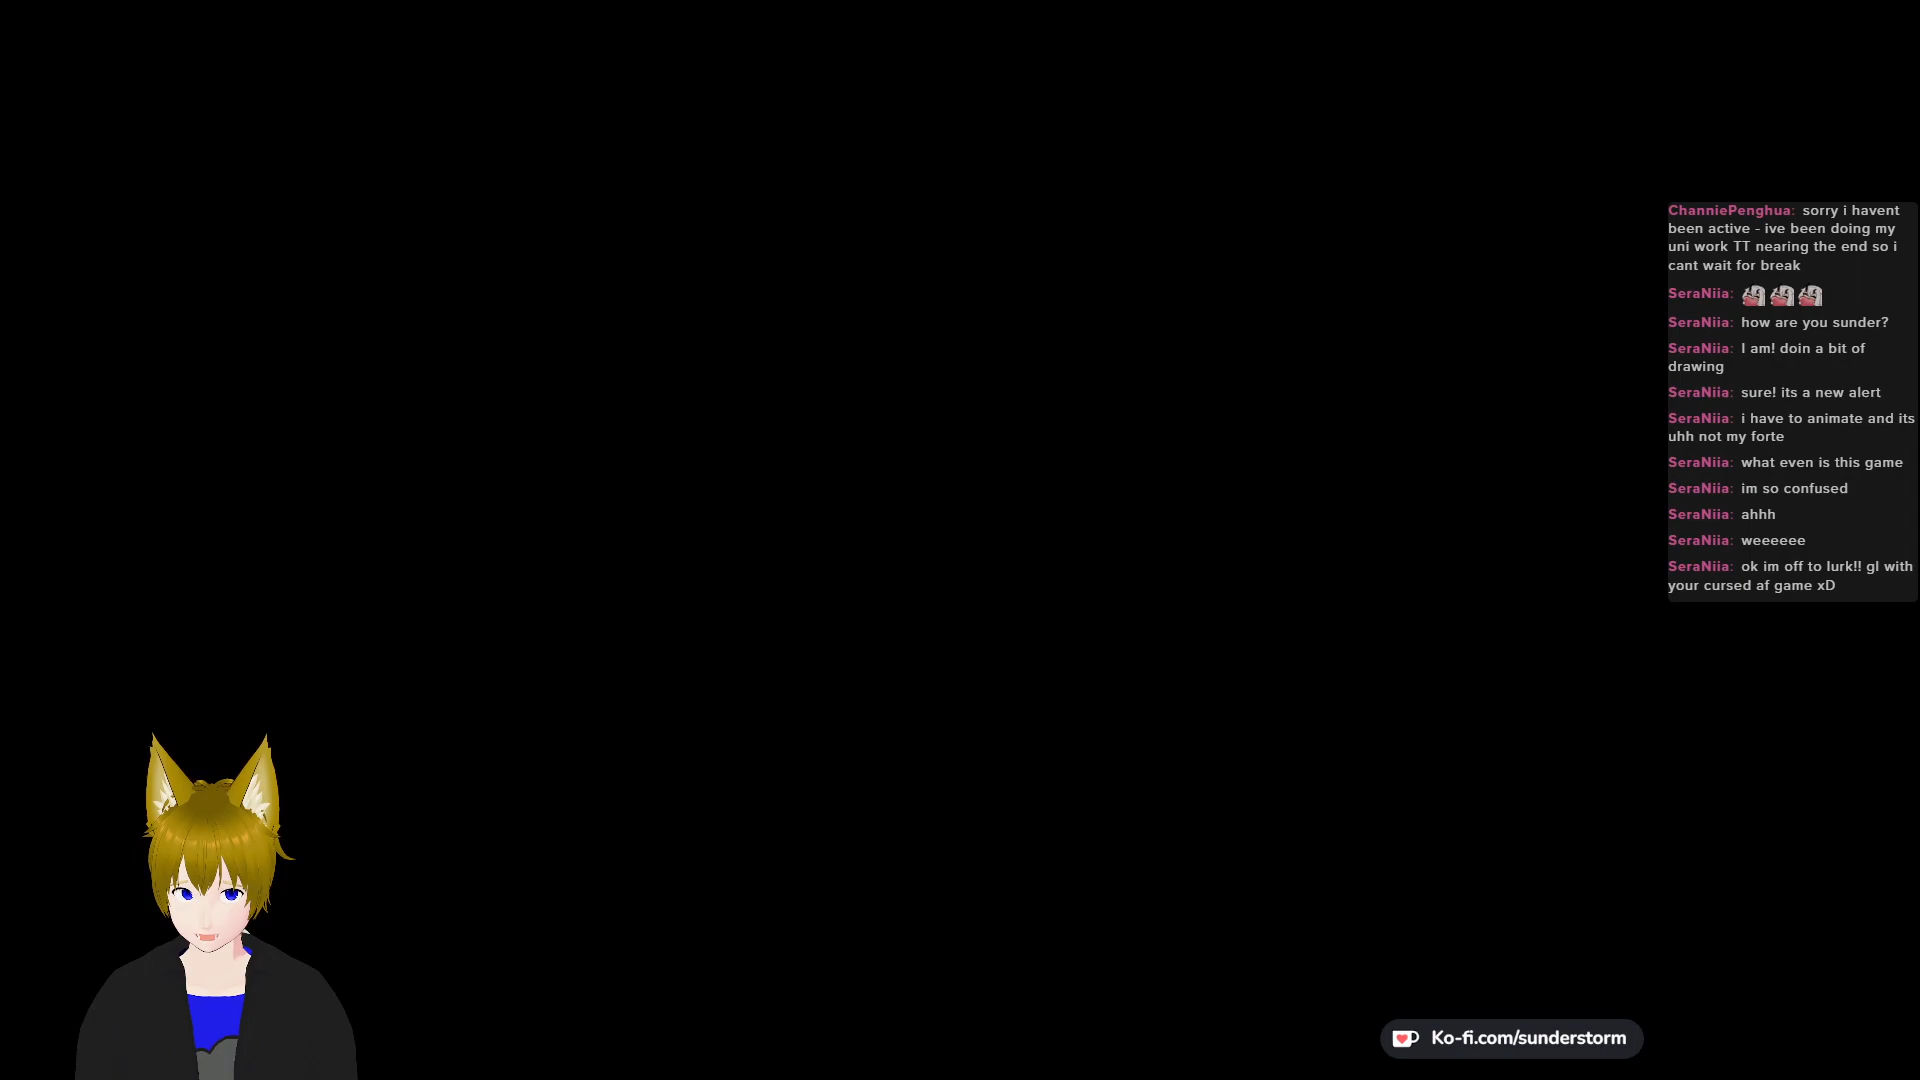 ChanniePenghua: sorry i havent
been active - ive been doing my
uni work TT nearing the end so i
cant wait for break
SeraNiia:
SeraNiia: how are you sunder?
SeraNiia: I am! doin a bit of
drawing
SeraNiia: sure! its a new alert
SeraNiia: i have to animate and its
uhh not my forte
SeraNiia: what even is this game
SeraNiia: im so confused
SeraNiia: ahhh
SeraNiia: weeeeee
SeraNiia: ok im off to lurk!! gl with
your cursed af game xD
Ko-fi.com/sunderstorm